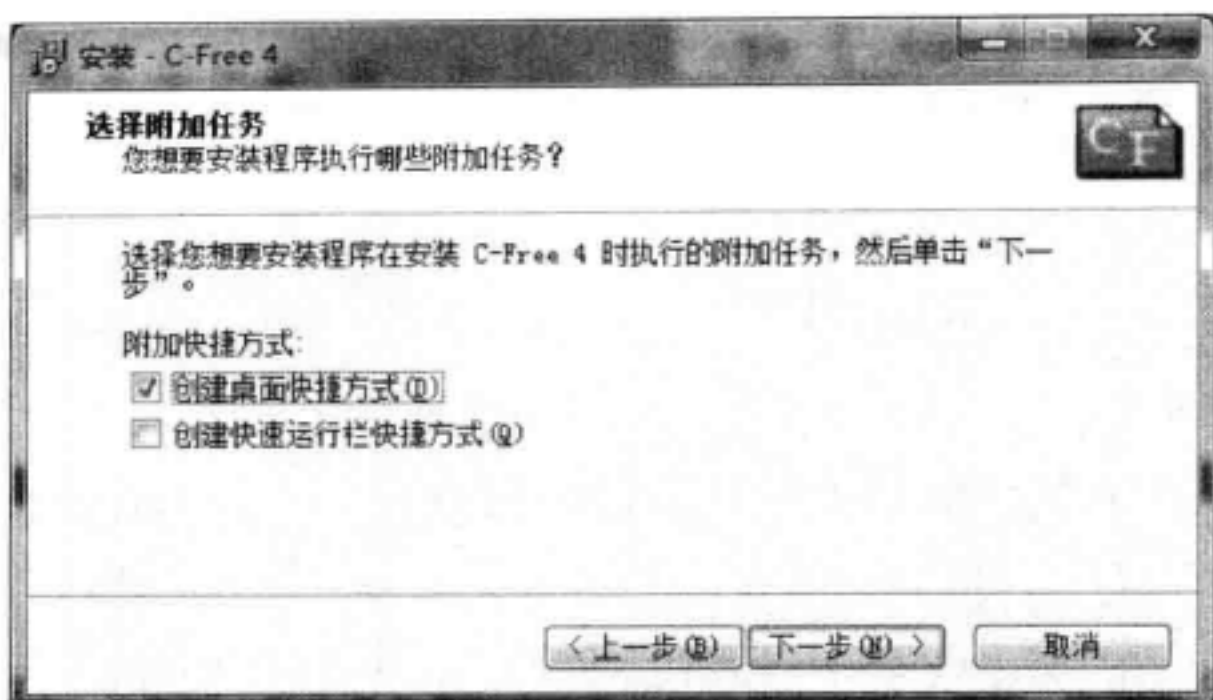 安装 - C-Free 4
选择附加任务
您想要安装程序执行哪些附加任务？
CF
选择您想要安装程序在安装 C-Free 4 时执行的附加任务，然后单击“下一
步”。
附加快捷方式:
创建桌面快捷方式(D)
创建快速运行栏快捷方式(Q)
< 上一步(B) 下一步(N) > 取消